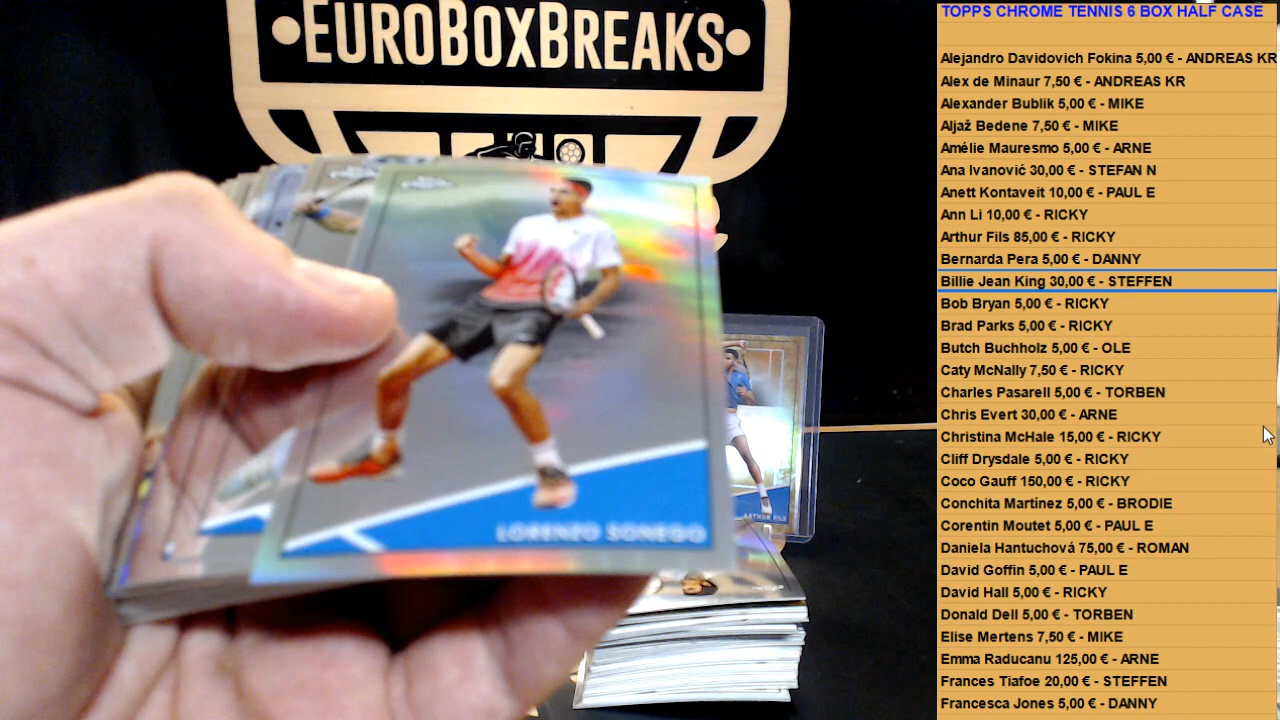 EUROBOXBREAKS
LORENZO SONEGO
ARTHUR FILS
TOPPS CHROME TENNIS 6 BOX HALF CASE
Alejandro Davidovich Fokina 5,00 € - ANDREAS KR
Alex de Minaur 7,50 € - ANDREAS KR
Alexander Bublik 5,00 € - MIKE
Aljaž Bedene 7,50 € - MIKE
Amélie Mauresmo 5,00 € - ARNE
Ana Ivanović 30,00 € - STEFAN N
Anett Kontaveit 10,00 € - PAUL E
Ann Li 10,00 € - RICKY
Arthur Fils 85,00 € - RICKY
Bernarda Pera 5,00 € - DANNY
Billie Jean King 30,00 € - STEFFEN
Bob Bryan 5,00 € - RICKY
Brad Parks 5,00 € - RICKY
Butch Buchholz 5,00 € - OLE
Caty McNally 7,50 € - RICKY
Charles Pasarell 5,00 € - TORBEN
Chris Evert 30,00 € - ARNE
Christina McHale 15,00 € - RICKY
Cliff Drysdale 5,00 € - RICKY
Coco Gauff 150,00 € - RICKY
Conchita Martínez 5,00 € - BRODIE
Corentin Moutet 5,00 € - PAUL E
Daniela Hantuchová 75,00 € - ROMAN
David Goffin 5,00 € - PAUL E
David Hall 5,00 € - RICKY
Donald Dell 5,00 € - TORBEN
Elise Mertens 7,50 € - MIKE
Emma Raducanu 125,00 € - ARNE
Frances Tiafoe 20,00 € - STEFFEN
Francesca Jones 5,00 € - DANNY